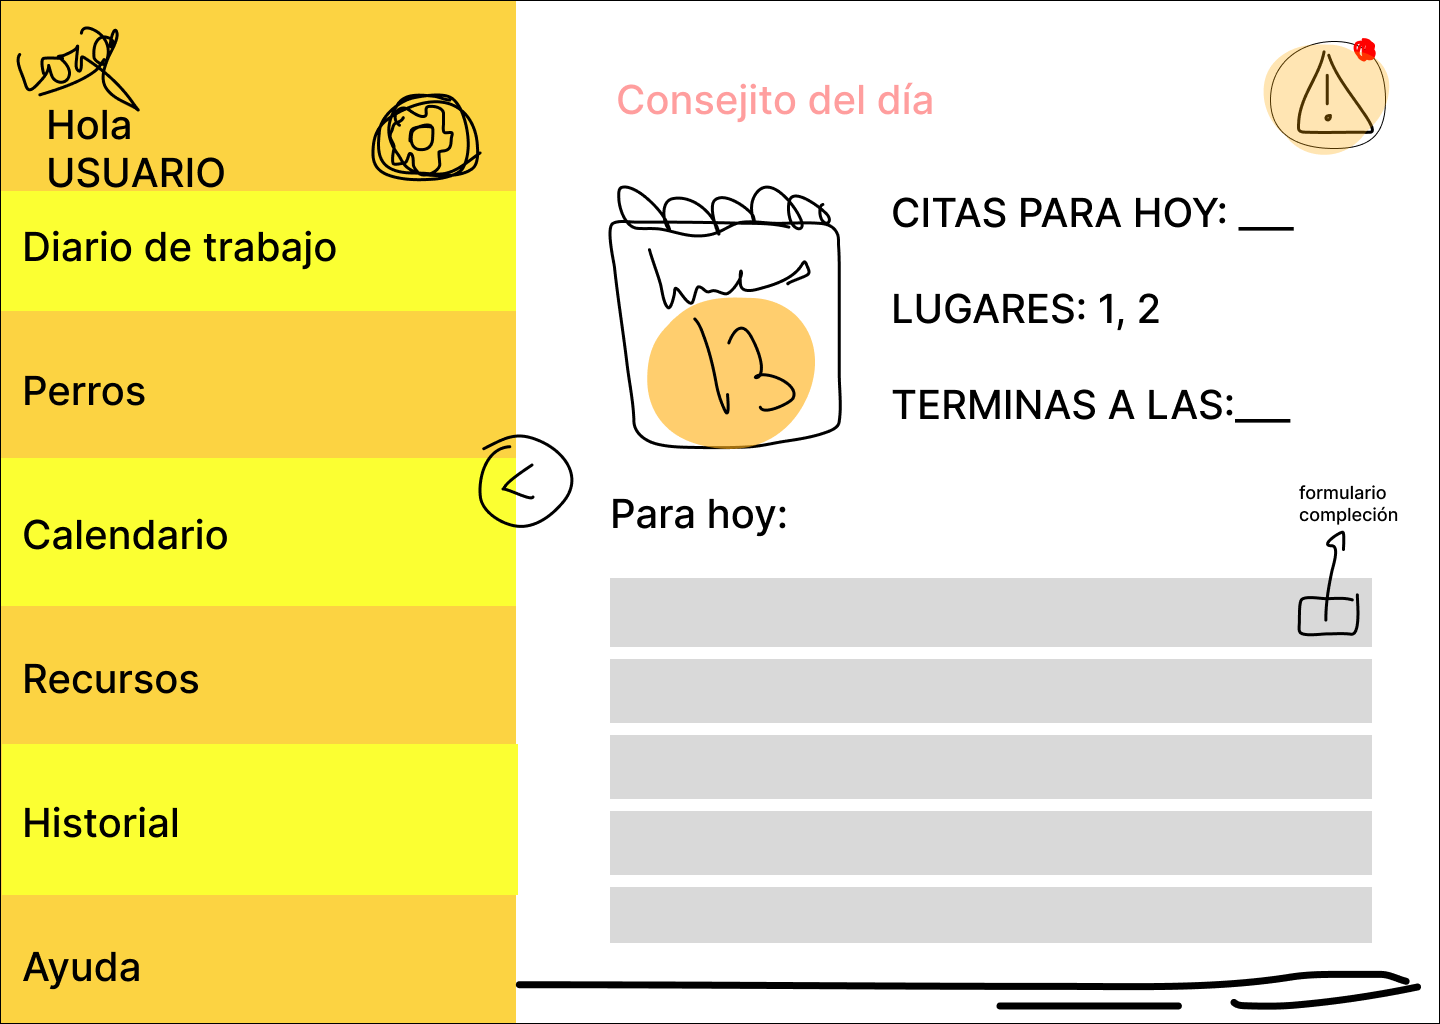 Hola
USUARIO
Diario de trabajo
Perros
Calendario
Recursos
Historial
Ayuda
Consejito del día
13
CITAS PARA HOY: ___
LUGARES: 1, 2
TERMINAS A LAS:___
Para hoy:
formulario
compleción